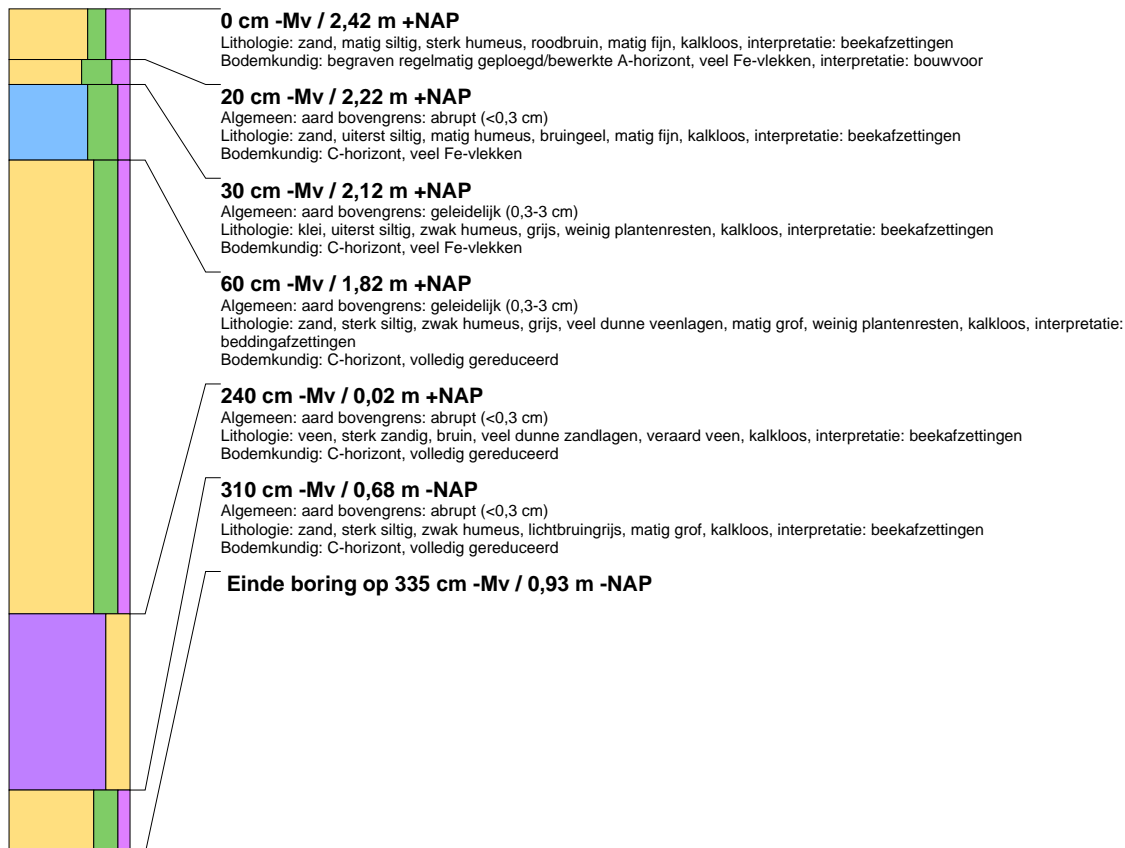 0 cm -Mv / 2,42 m +NAP
Lithologie: zand, matig siltig, sterk humeus, roodbruin, matig fijn, kalkloos, interpretatie: beekafzettingen
Bodemkundig: begraven regelmatig geploegd/bewerkte A-horizont, veel Fe-vlekken, interpretatie: bouwvoor
20 cm -Mv / 2,22 m +NAP
Algemeen: aard bovengrens: abrupt (<0,3 cm)
Lithologie: zand, uiterst siltig, matig humeus, bruingeel, matig fijn, kalkloos, interpretatie: beekafzettingen
Bodemkundig: C-horizont, veel Fe-vlekken
30 cm -Mv / 2,12 m +NAP
Algemeen: aard bovengrens: geleidelijk (0,3-3 cm)
Lithologie: klei, uiterst siltig, zwak humeus, grijs, weinig plantenresten, kalkloos, interpretatie: beekafzettingen
Bodemkundig: C-horizont, veel Fe-vlekken
60 cm -Mv / 1,82 m +NAP
Algemeen: aard bovengrens: geleidelijk (0,3-3 cm)
Lithologie: zand, sterk siltig, zwak humeus, grijs, veel dunne veenlagen, matig grof, weinig plantenresten, kalkloos, interpretatie:
beddingafzettingen
Bodemkundig: C-horizont, volledig gereduceerd
240 cm -Mv / 0,02 m +NAP
Algemeen: aard bovengrens: abrupt (<0,3 cm)
Lithologie: veen, sterk zandig, bruin, veel dunne zandlagen, veraard veen, kalkloos, interpretatie: beekafzettingen
Bodemkundig: C-horizont, volledig gereduceerd
310 cm -Mv / 0,68 m -NAP
Algemeen: aard bovengrens: abrupt (<0,3 cm)
Lithologie: zand, sterk siltig, zwak humeus, lichtbruingrijs, matig grof, kalkloos, interpretatie: beekafzettingen
Bodemkundig: C-horizont, volledig gereduceerd
Einde boring op 335 cm -Mv / 0,93 m -NAP